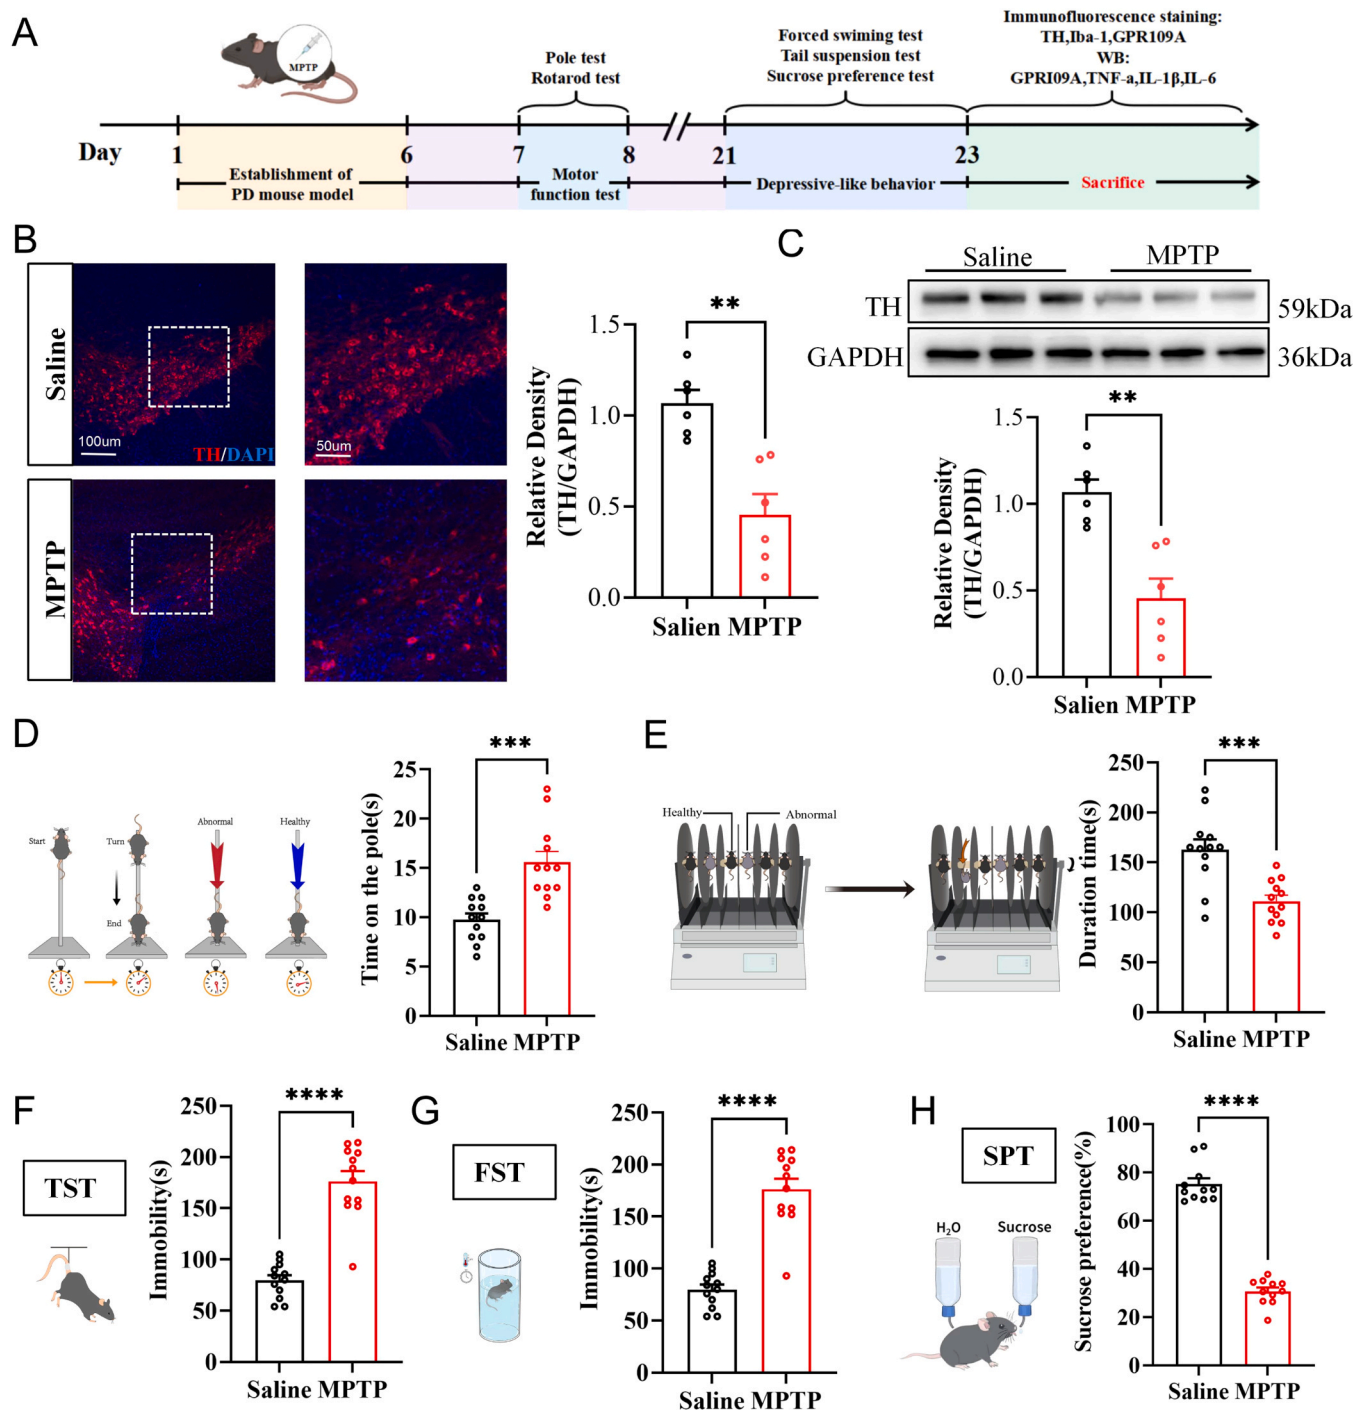 A
MPTP
Pole test
Rotarod test
Forced swiming test
Tail suspension test
Sucrose preference test
Immunofluorescence staining:
TH,Iba-1,GPR109A
WB:
GPRI09A,TNF-a,IL-1β,IL-6
Day 1 6 7 8 21 23
Establishment of
PD mouse model
Motor
function test
Depressive-like behavior
Sacrifice
B
Saline
100um
TH/DAPI
50um
MPTP
Relative Density
(TH/GAPDH)
1.5
1.0
0.5
0.0
**
Salien MPTP
C
Saline MPTP
TH 59kDa
GAPDH 36kDa
Relative Density
(TH/GAPDH)
1.5
1.0
0.5
0.0
**
Salien MPTP
D
Start
Turn
End
Abnormal
Healthy
Time on the pole(s)
25
20
15
10
5
0
***
Saline MPTP
E
Healthy
Abnormal
Duration time(s)
250
200
150
100
50
0
***
Saline MPTP
F
TST
Immobility(s)
250
200
150
100
50
0
****
Saline MPTP
G
FST
Immobility(s)
250
200
150
100
50
0
****
Saline MPTP
H
SPT
H₂O
Sucrose
Sucrose preference(%)
100
80
60
40
20
0
****
Saline MPTP